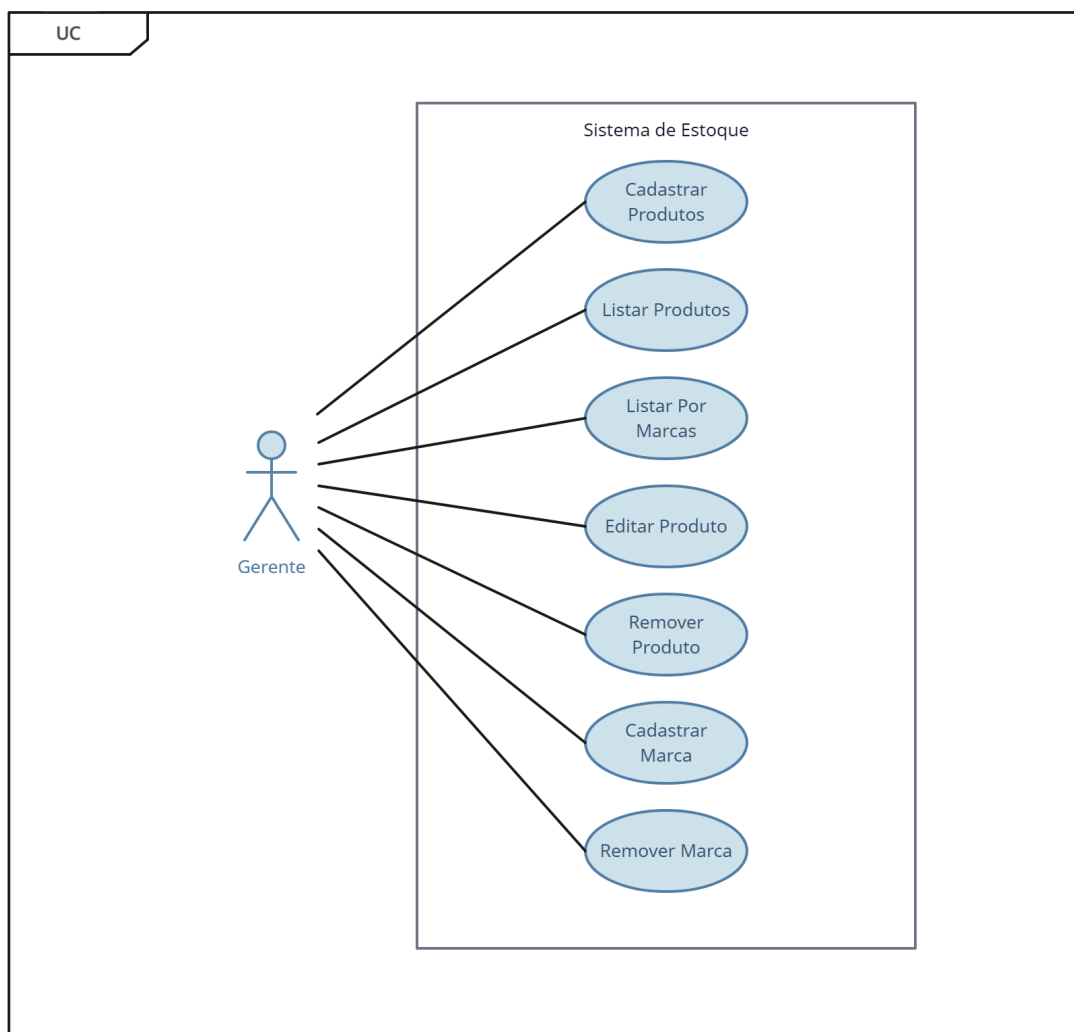 UC
Sistema de Estoque
Cadastrar
Produtos
Listar Produtos
Listar Por
Marcas
Editar Produto
Gerente
Remover
Produto
Cadastrar
Marca
Remover Marca